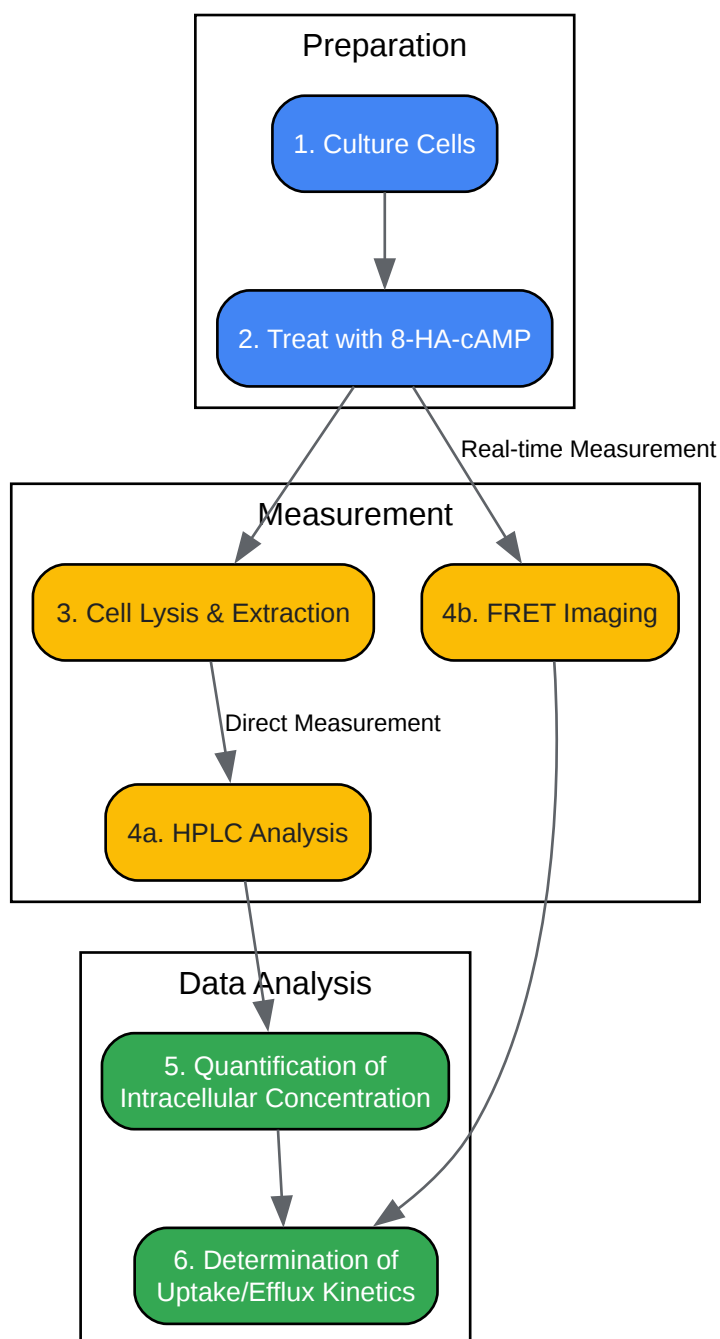 Preparation
1. Culture Cells
2. Treat with 8-HA-cAMP
Real-time Measurement
Measurement
3. Cell Lysis & Extraction
4b. FRET Imaging
Direct Measurement
4a. HPLC Analysis
Data Analysis
5. Quantification of
Intracellular Concentration
6. Determination of
Uptake/Efflux Kinetics